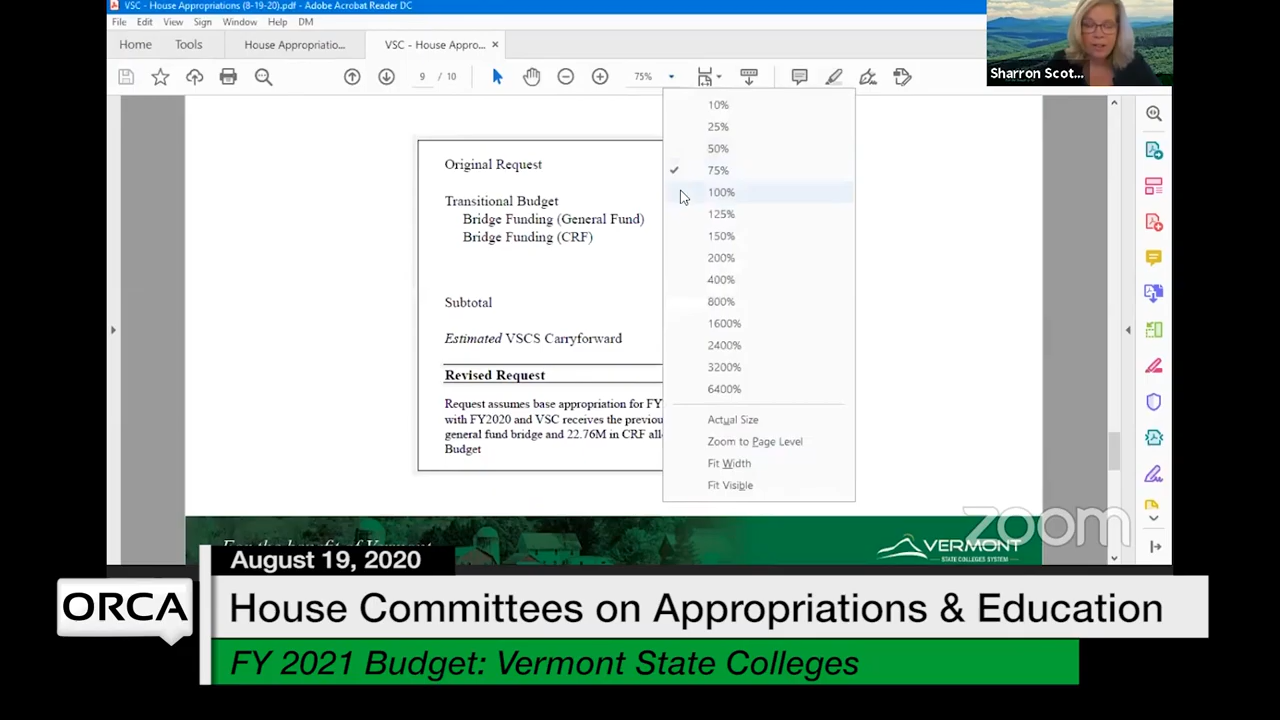 VSC - House Appropriations (8-19-20).pdf - Adobe Acrobat Reader DC
File Edit View Sign Window Help DM
Home Tools House Appropriatio... VSC - House Appro...
9 / 10 75%
Sharron Scot...
10%
25%
50%
75%
100%
125%
150%
200%
400%
800%
1600%
2400%
3200%
6400%
Actual Size
Zoom to Page Level
Fit Width
Fit Visible
Original Request
Transitional Budget
Bridge Funding (General Fund)
Bridge Funding (CRF)
Subtotal
Estimated VSCS Carryforward
Revised Request
Request assumes base appropriation for FY
with FY2020 and VSC receives the previou
general fund bridge and 22.76M in CRF all
Budget
For the benefit of Vermont
VERMONT
STATE COLLEGES SYSTEM
zoom
August 19, 2020
ORCA
House Committees on Appropriations & Education
FY 2021 Budget: Vermont State Colleges